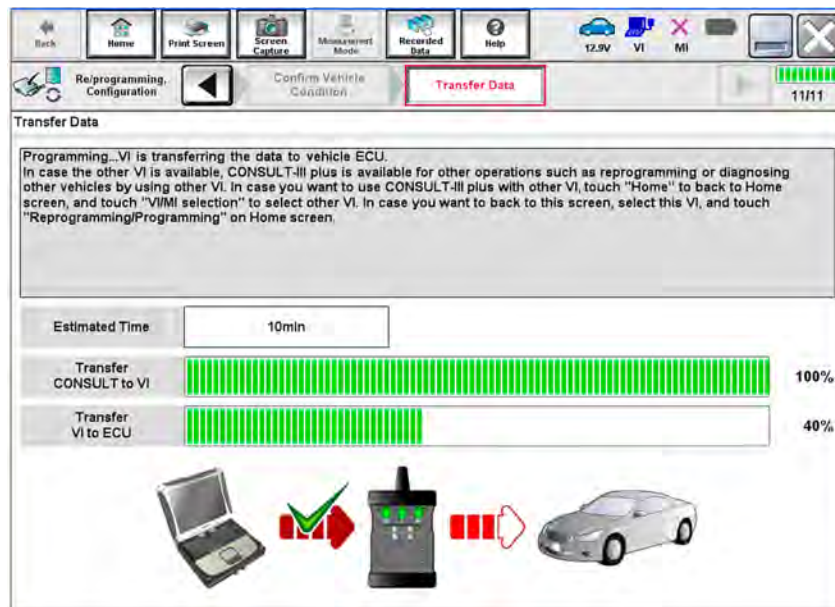 Back
Home
Print Screen
Screen
Capture
Measurement
Mode
Recorded
Data
Help
12.9V
VI
MI
Re/programming,
Configuration
Confirm Vehicle
Condition
Transfer Data
11/11
Transfer Data
Programming...VI is transferring the data to vehicle ECU.
In case the other VI is available, CONSULT-III plus is available for other operations such as reprogramming or diagnosing
other vehicles by using other VI. In case you want to use CONSULT-III plus with other VI, touch "Home" to back to Home
screen, and touch "VI/MI selection" to select other VI. In case you want to back to this screen, select this VI, and touch
"Reprogramming/Programming" on Home screen.
Estimated Time
10min
Transfer
CONSULT to VI
100%
Transfer
VI to ECU
40%